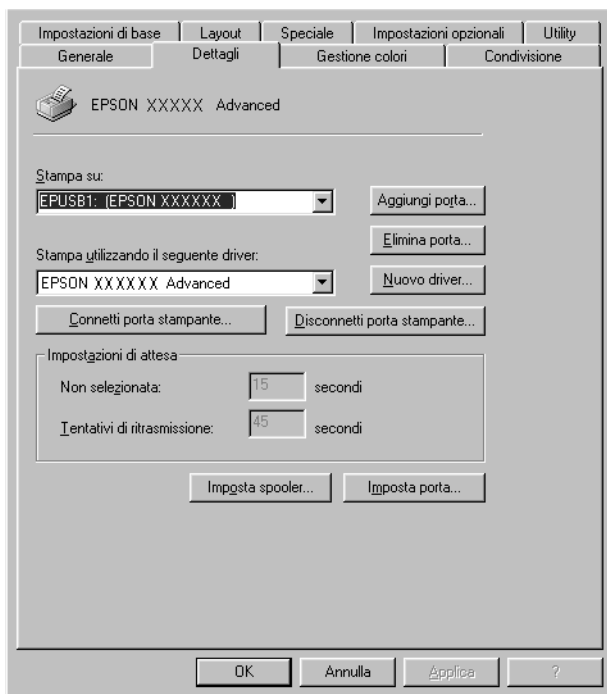 Impostazioni di base Layout Speciale Impostazioni opzionali Utility
Generale Dettagli Gestione colori Condivisione
EPSON XXXXX Advanced
Stampa su:
EPUSB1: (EPSON XXXXXX ) Aggiungi porta...
Elimina porta...
Stampa utilizzando il seguente driver:
EPSON XXXXXX Advanced Nuovo driver...
Connetti porta stampante... Disconnetti porta stampante...
Impostazioni di attesa
Non selezionata: 15 secondi
Tentativi di ritrasmissione: 45 secondi
Imposta spooler... Imposta porta...
OK Annulla Applica ?